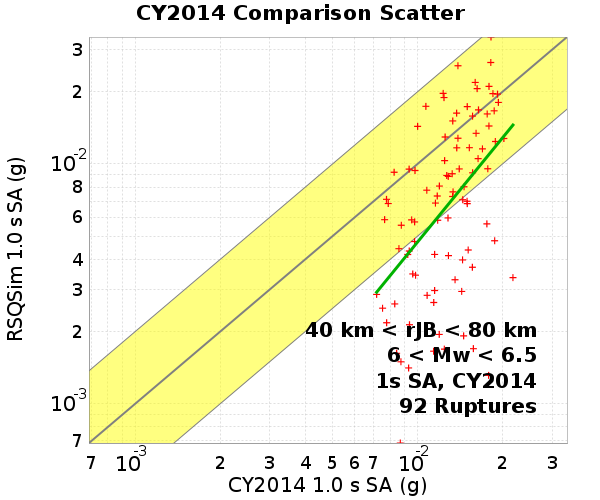 CY2014 Comparison Scatter
RSQSim 1.0 s SA (g)
3
2
10⁻²
8
6
4
3
2
10⁻³
7
40 km < rJB < 80 km
6 < Mw < 6.5
1s SA, CY2014
92 Ruptures
7 10⁻³ 2 3 4 5 6 7 10⁻² 2 3
CY2014 1.0 s SA (g)